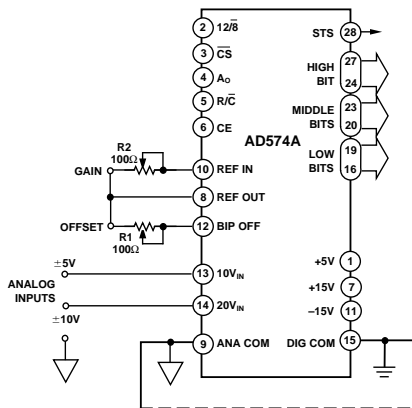 2 12/8̅
3 C̅S̅
4 AO
5 R/C̅
6 CE
AD574A
STS 28
HIGH BIT 27 24
MIDDLE BITS 23 20
LOW BITS 19 16
R2
100Ω
GAIN
10 REF IN
8 REF OUT
OFFSET
R1
100Ω
12 BIP OFF
±5V
13 10VIN
ANALOG INPUTS
14 20VIN
±10V
9 ANA COM
+5V 1
+15V 7
–15V 11
DIG COM 15